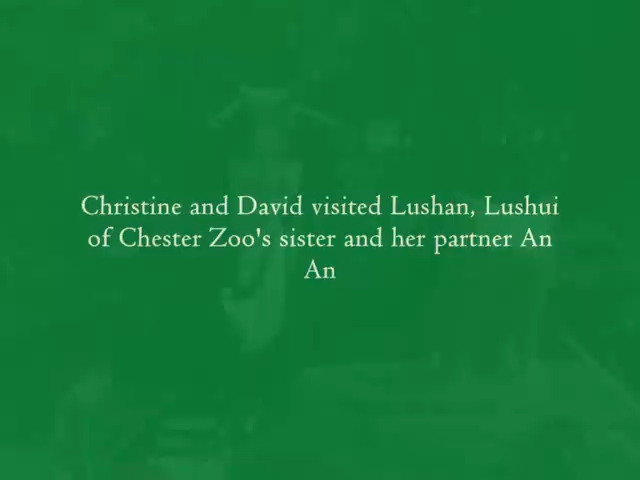 Christine and David visited Lushan, Lushui
of Chester Zoo's sister and her partner An
An